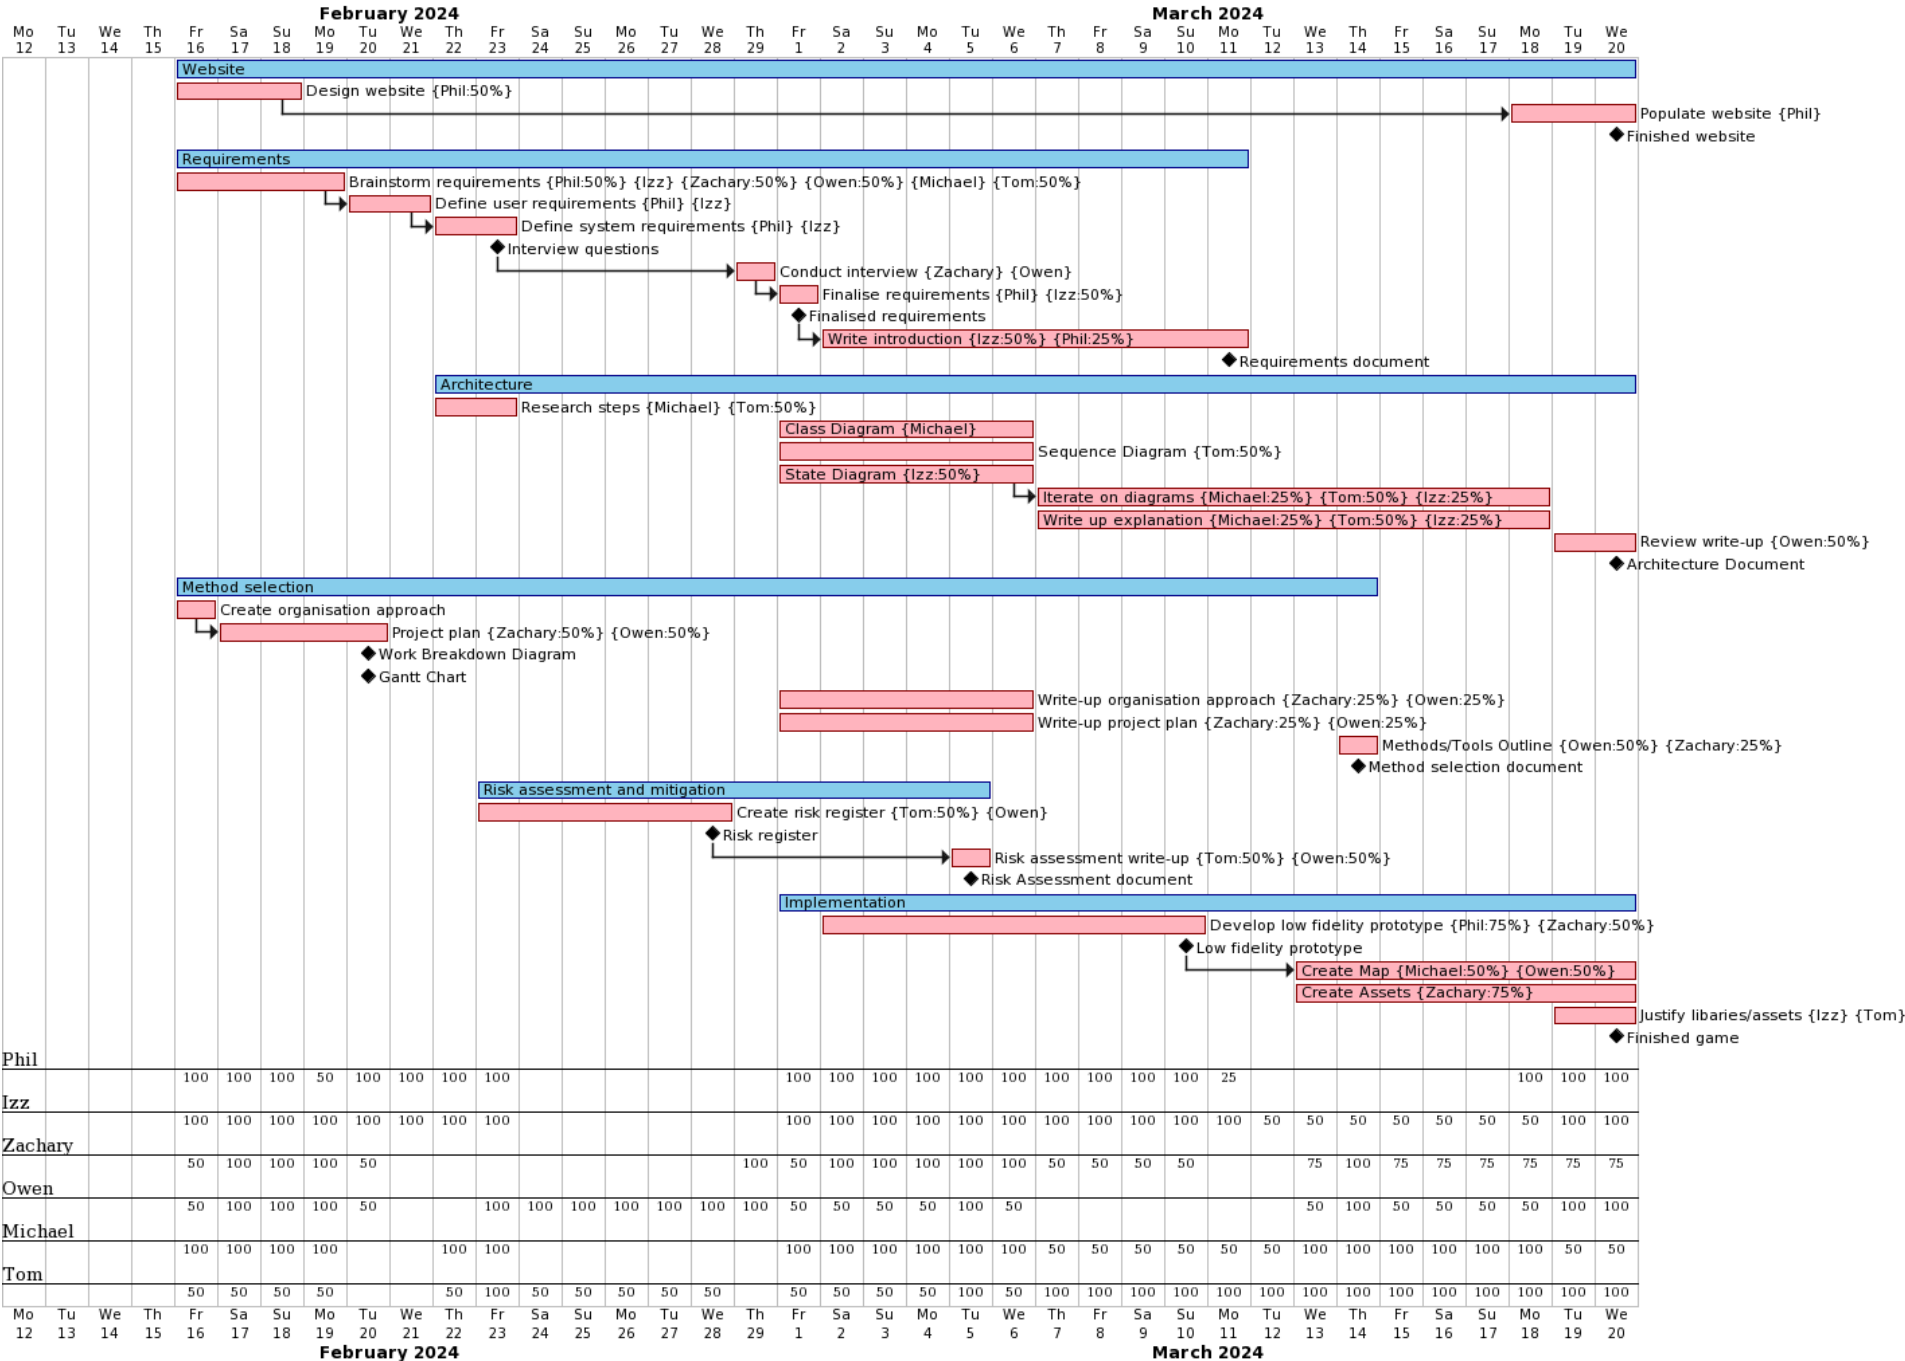 February 2024 March 2024
Mo Tu We Th Fr Sa Su Mo Tu We Th Fr Sa Su Mo Tu We Th Fr Sa Su Mo Tu We Th Fr Sa Su Mo Tu We Th Fr Sa Su Mo Tu We
12 13 14 15 16 17 18 19 20 21 22 23 24 25 26 27 28 29 1 2 3 4 5 6 7 8 9 10 11 12 13 14 15 16 17 18 19 20
Website
Design website {Phil:50%}
Populate website {Phil}
Finished website
Requirements
Brainstorm requirements {Phil:50%} {Izz} {Zachary:50%} {Owen:50%} {Michael} {Tom:50%}
Define user requirements {Phil} {Izz}
Define system requirements {Phil} {Izz}
Interview questions
Conduct interview {Zachary} {Owen}
Finalise requirements {Phil} {Izz:50%}
Finalised requirements
Write introduction {Izz:50%} {Phil:25%}
Requirements document
Architecture
Research steps {Michael} {Tom:50%}
Class Diagram {Michael}
Sequence Diagram {Tom:50%}
State Diagram {Izz:50%}
Iterate on diagrams {Michael:25%} {Tom:50%} {Izz:25%}
Write up explanation {Michael:25%} {Tom:50%} {Izz:25%}
Review write-up {Owen:50%}
Architecture Document
Method selection
Create organisation approach
Project plan {Zachary:50%} {Owen:50%}
Work Breakdown Diagram
Gantt Chart
Write-up organisation approach {Zachary:25%} {Owen:25%}
Write-up project plan {Zachary:25%} {Owen:25%}
Methods/Tools Outline {Owen:50%} {Zachary:25%}
Method selection document
Risk assessment and mitigation
Create risk register {Tom:50%} {Owen}
Risk register
Risk assessment write-up {Tom:50%} {Owen:50%}
Risk Assessment document
Implementation
Develop low fidelity prototype {Phil:75%} {Zachary:50%}
Low fidelity prototype
Create Map {Michael:50%} {Owen:50%}
Create Assets {Zachary:75%}
Justify libaries/assets {Izz} {Tom}
Finished game
Phil
100 100 100 50 100 100 100 100 100 100 100 100 100 100 100 100 100 100 25 100 100 100
Izz
100 100 100 100 100 100 100 100 100 100 100 100 100 100 100 100 100 100 100 50 50 50 50 50 50 50 100 100
Zachary
50 100 100 100 50 100 50 100 100 100 100 100 50 50 50 50 75 100 75 75 75 75 75 75
Owen
50 100 100 100 50 100 100 100 100 100 100 100 50 50 50 50 100 50 50 100 50 50 50 50 100 100
Michael
100 100 100 100 100 100 100 100 100 100 100 100 50 50 50 50 50 50 100 100 100 100 100 100 50 50
Tom
50 50 50 50 50 100 50 50 50 50 50 50 50 50 50 100 50 100 100 100 100 100 100 100 100 100 100 100 100 100 100
Mo Tu We Th Fr Sa Su Mo Tu We Th Fr Sa Su Mo Tu We Th Fr Sa Su Mo Tu We Th Fr Sa Su Mo Tu We Th Fr Sa Su Mo Tu We
12 13 14 15 16 17 18 19 20 21 22 23 24 25 26 27 28 29 1 2 3 4 5 6 7 8 9 10 11 12 13 14 15 16 17 18 19 20
February 2024 March 2024